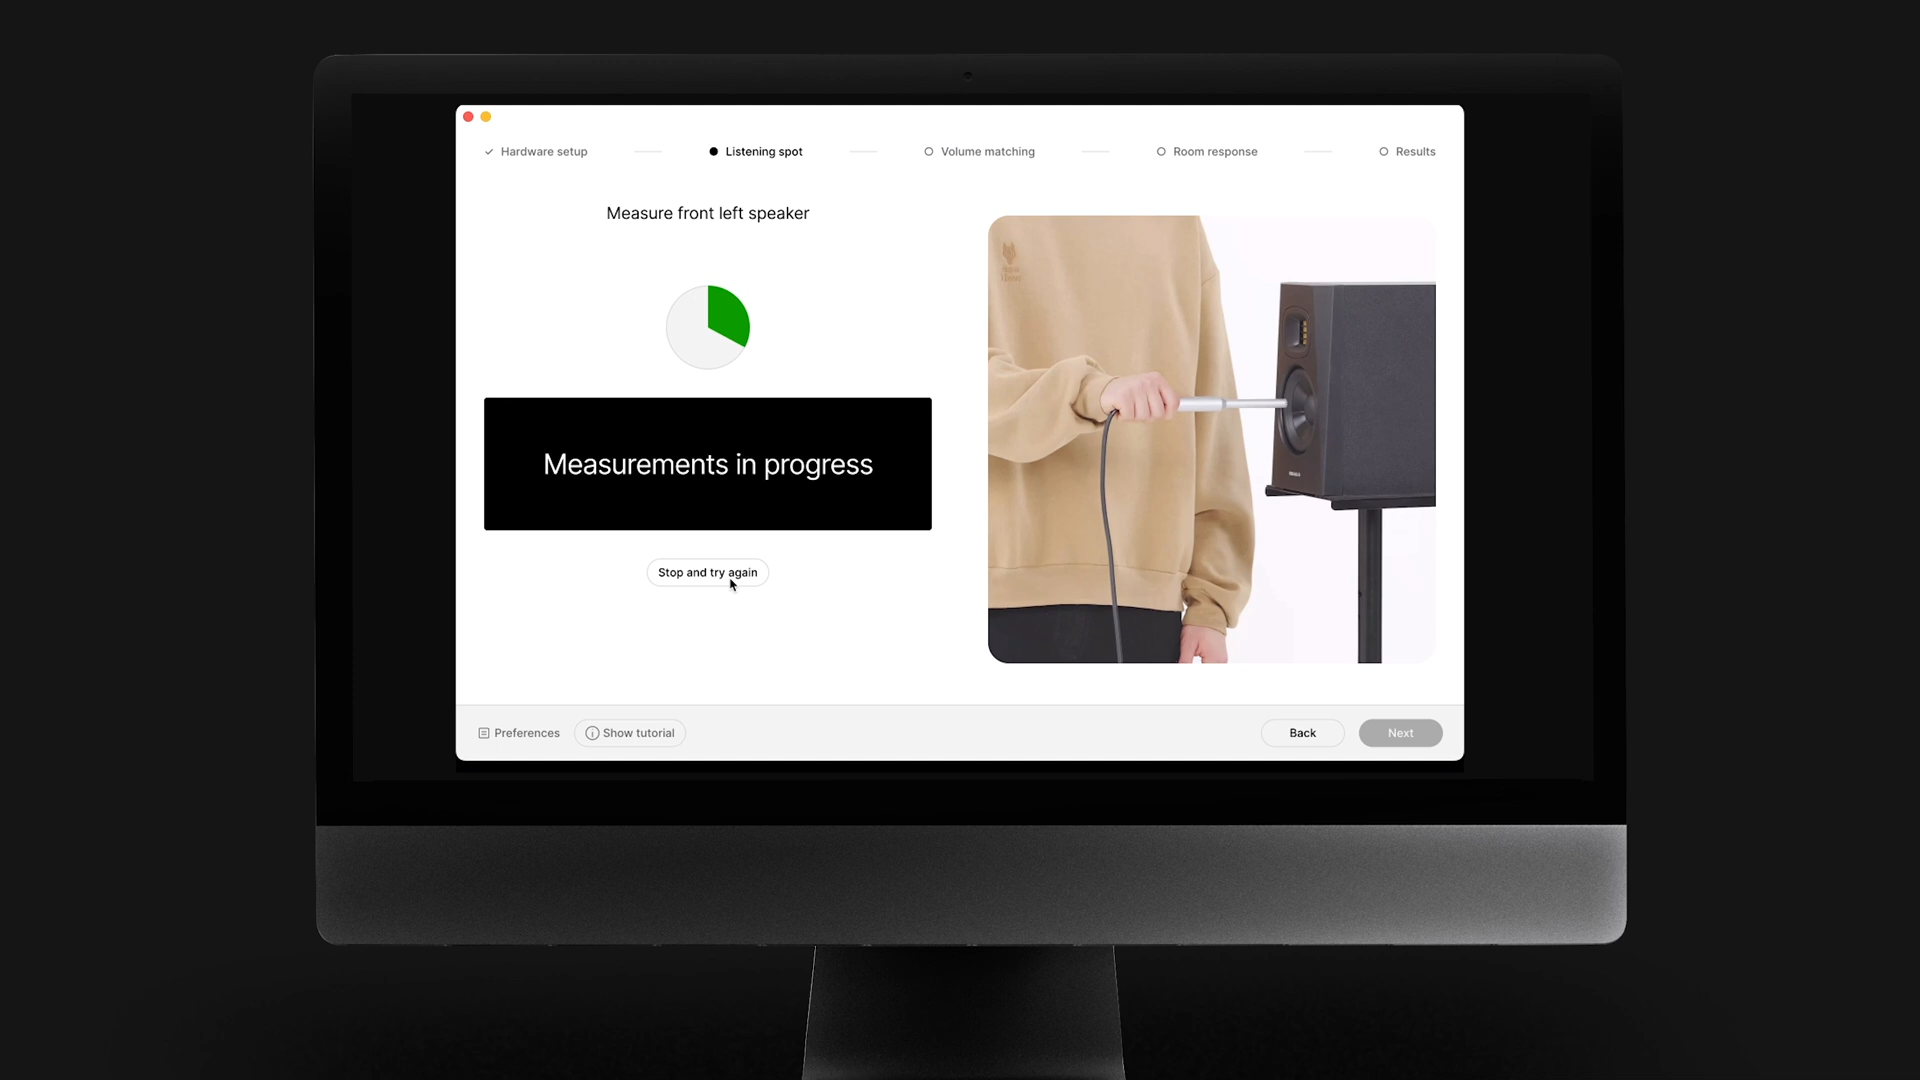 Hardware setup
Listening spot
Volume matching
Room response
Results
Measure front left speaker
Measurements in progress
Stop and try again
Preferences
Show tutorial
Back
Next